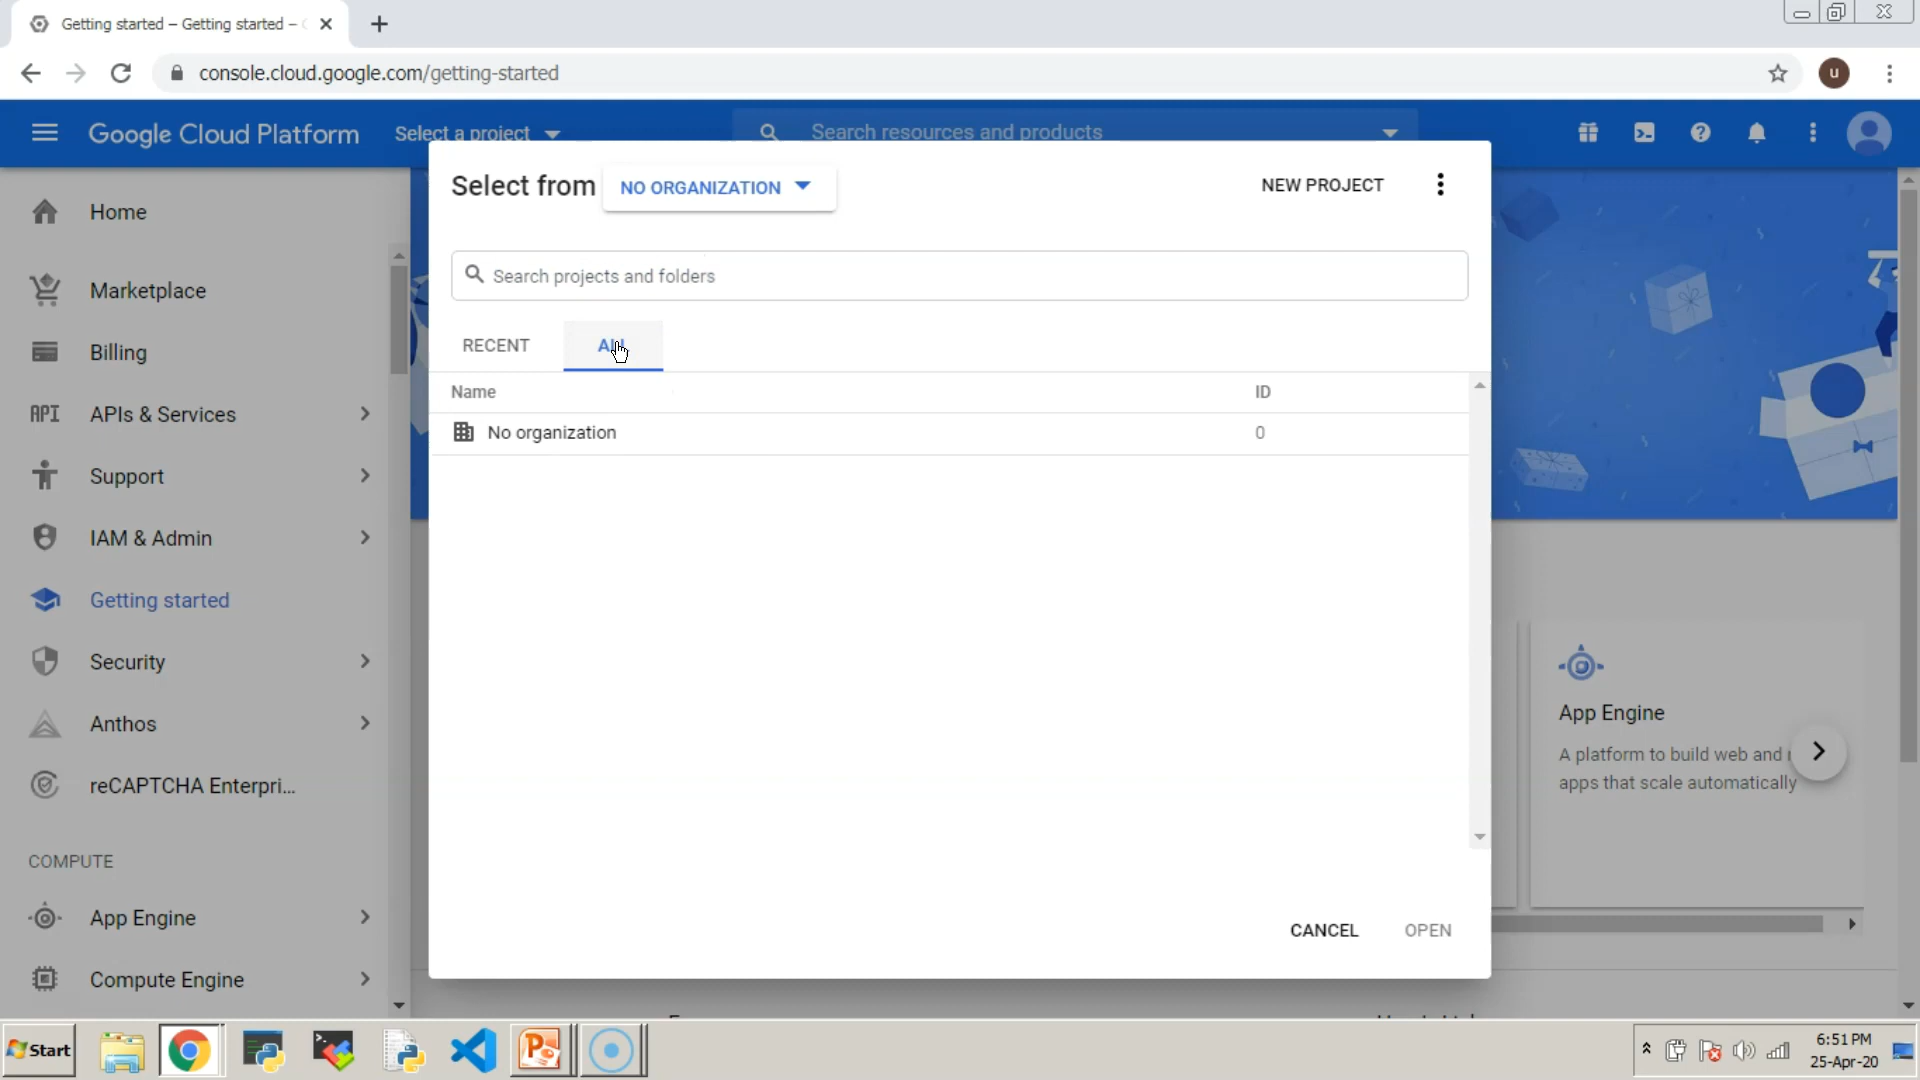 Getting started – Getting started –
console.cloud.google.com/getting-started
u
Google Cloud Platform
Select a project
Search resources and products
Select from
NO ORGANIZATION
NEW PROJECT
Search projects and folders
RECENT
ALL
Name
ID
No organization
0
CANCEL
OPEN
Home
Marketplace
Billing
API
APIs & Services
Support
IAM & Admin
Getting started
Security
Anthos
reCAPTCHA Enterpri...
COMPUTE
App Engine
Compute Engine
App Engine
A platform to build web and
apps that scale automatically
Start
6:51 PM
25-Apr-20